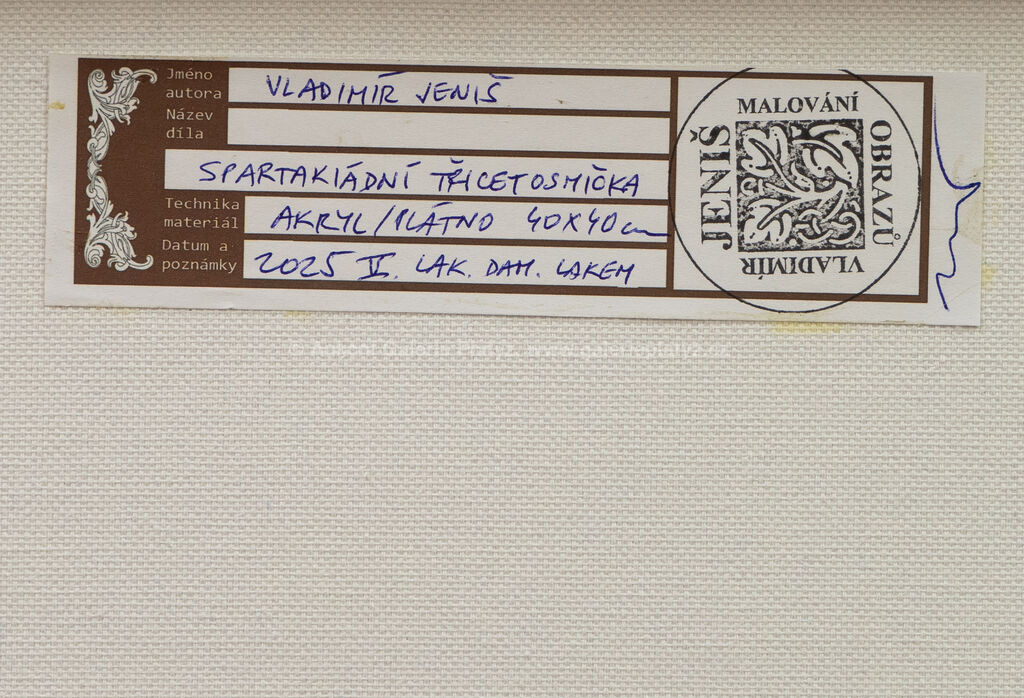 Jméno autora VLADIMÍR JENIŠ
Název díla
SPARTAKIÁDNÍ TŘICETOSMIČKA
Technika materiál AKRYL/PLÁTNO 40X40cm
Datum a poznámky 2025 II. LAK. DAM. LAKEM
MALOVÁNÍ
OBRAZŮ
VLADIMÍR
JENIŠ